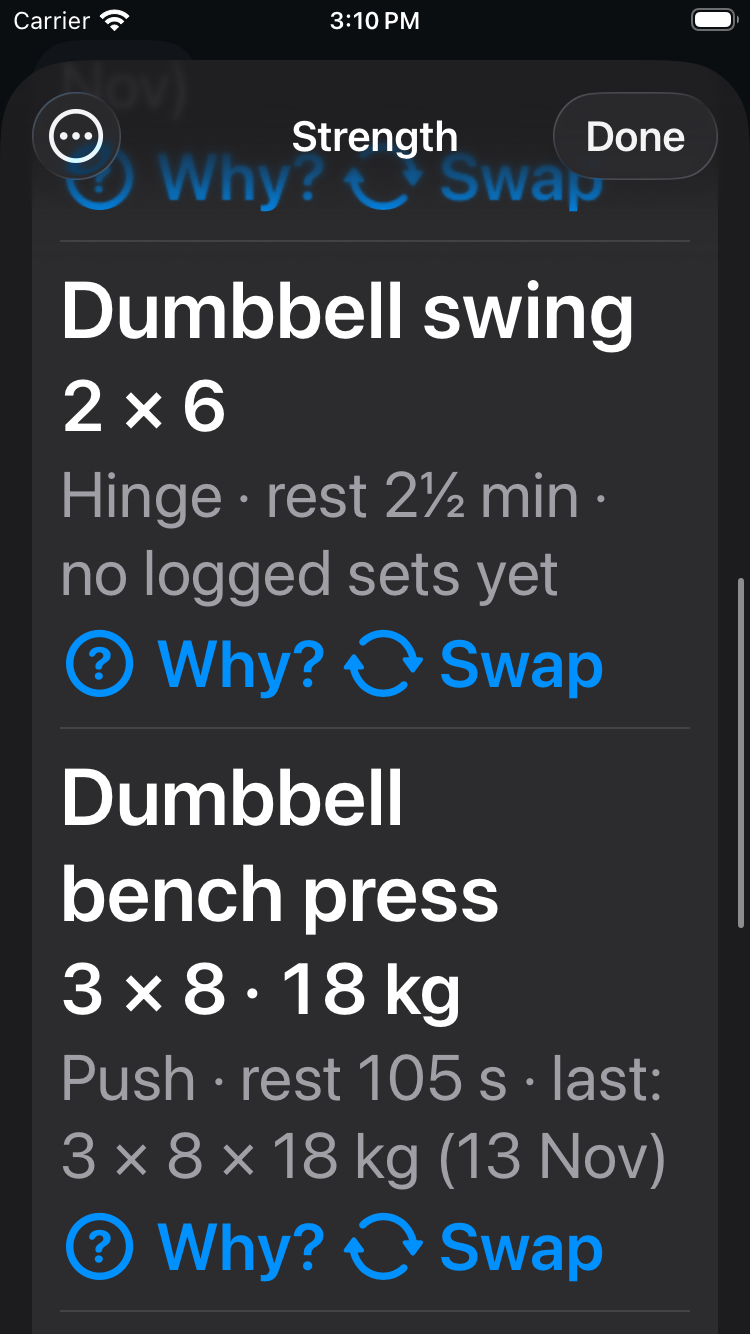 Carrier 3:10 PM
Nov)
Strength Done
Why? Swap
Dumbbell swing
2 × 6
Hinge · rest 2½ min ·
no logged sets yet
Why? Swap
Dumbbell
bench press
3 × 8 · 18 kg
Push · rest 105 s · last:
3 × 8 × 18 kg (13 Nov)
Why? Swap